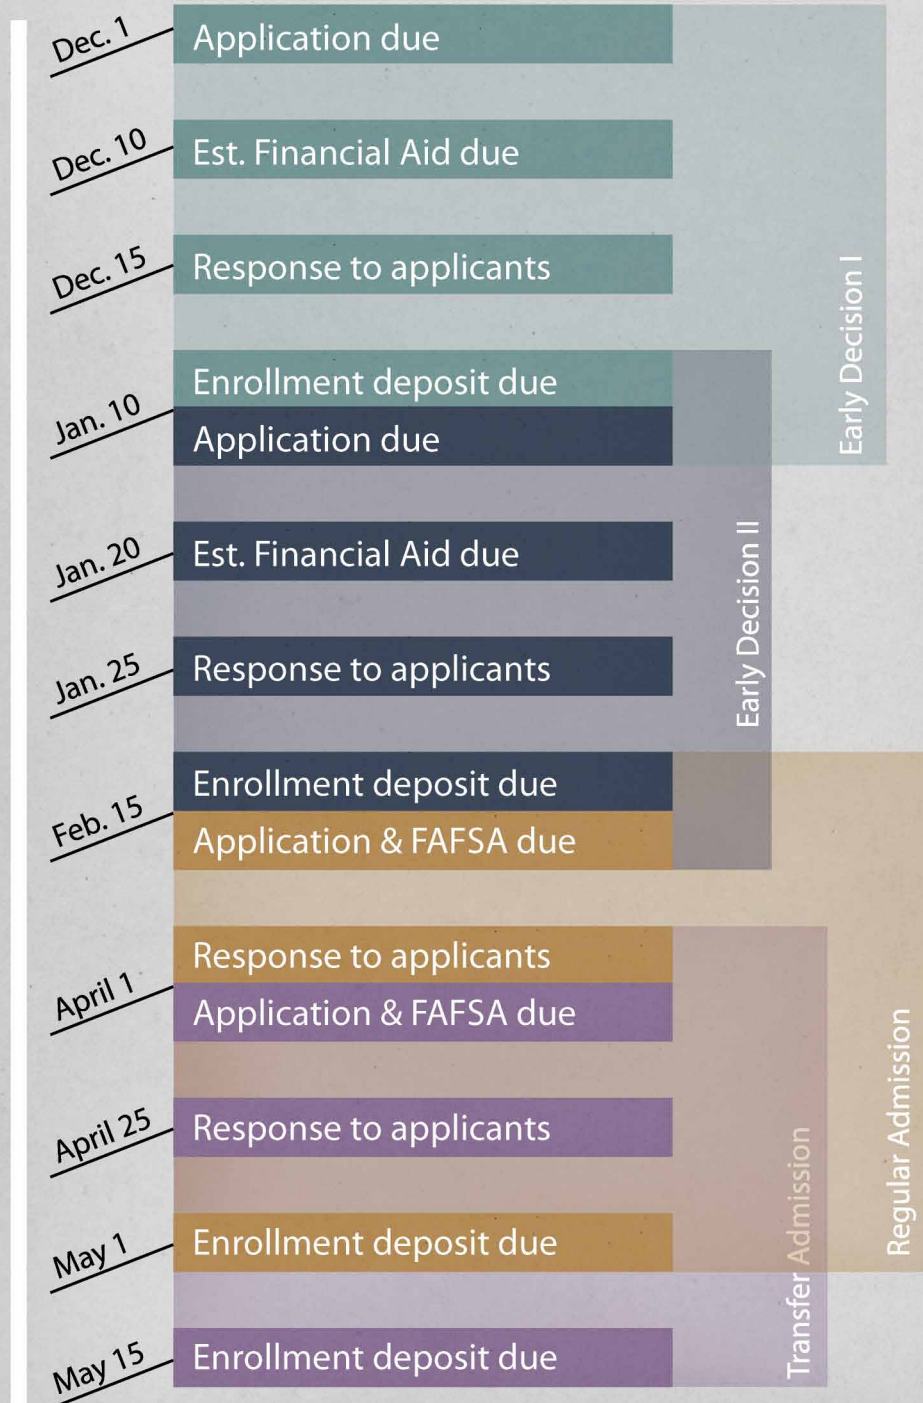 Dec. 1
Application due
Dec. 10
Est. Financial Aid due
Dec. 15
Response to applicants
Early Decision I
Jan. 10
Enrollment deposit due
Application due
Jan. 20
Est. Financial Aid due
Jan. 25
Response to applicants
Early Decision II
Feb. 15
Enrollment deposit due
Application & FAFSA due
April 1
Response to applicants
Application & FAFSA due
April 25
Response to applicants
May 1
Enrollment deposit due
Regular Admission
May 15
Enrollment deposit due
Transfer Admission